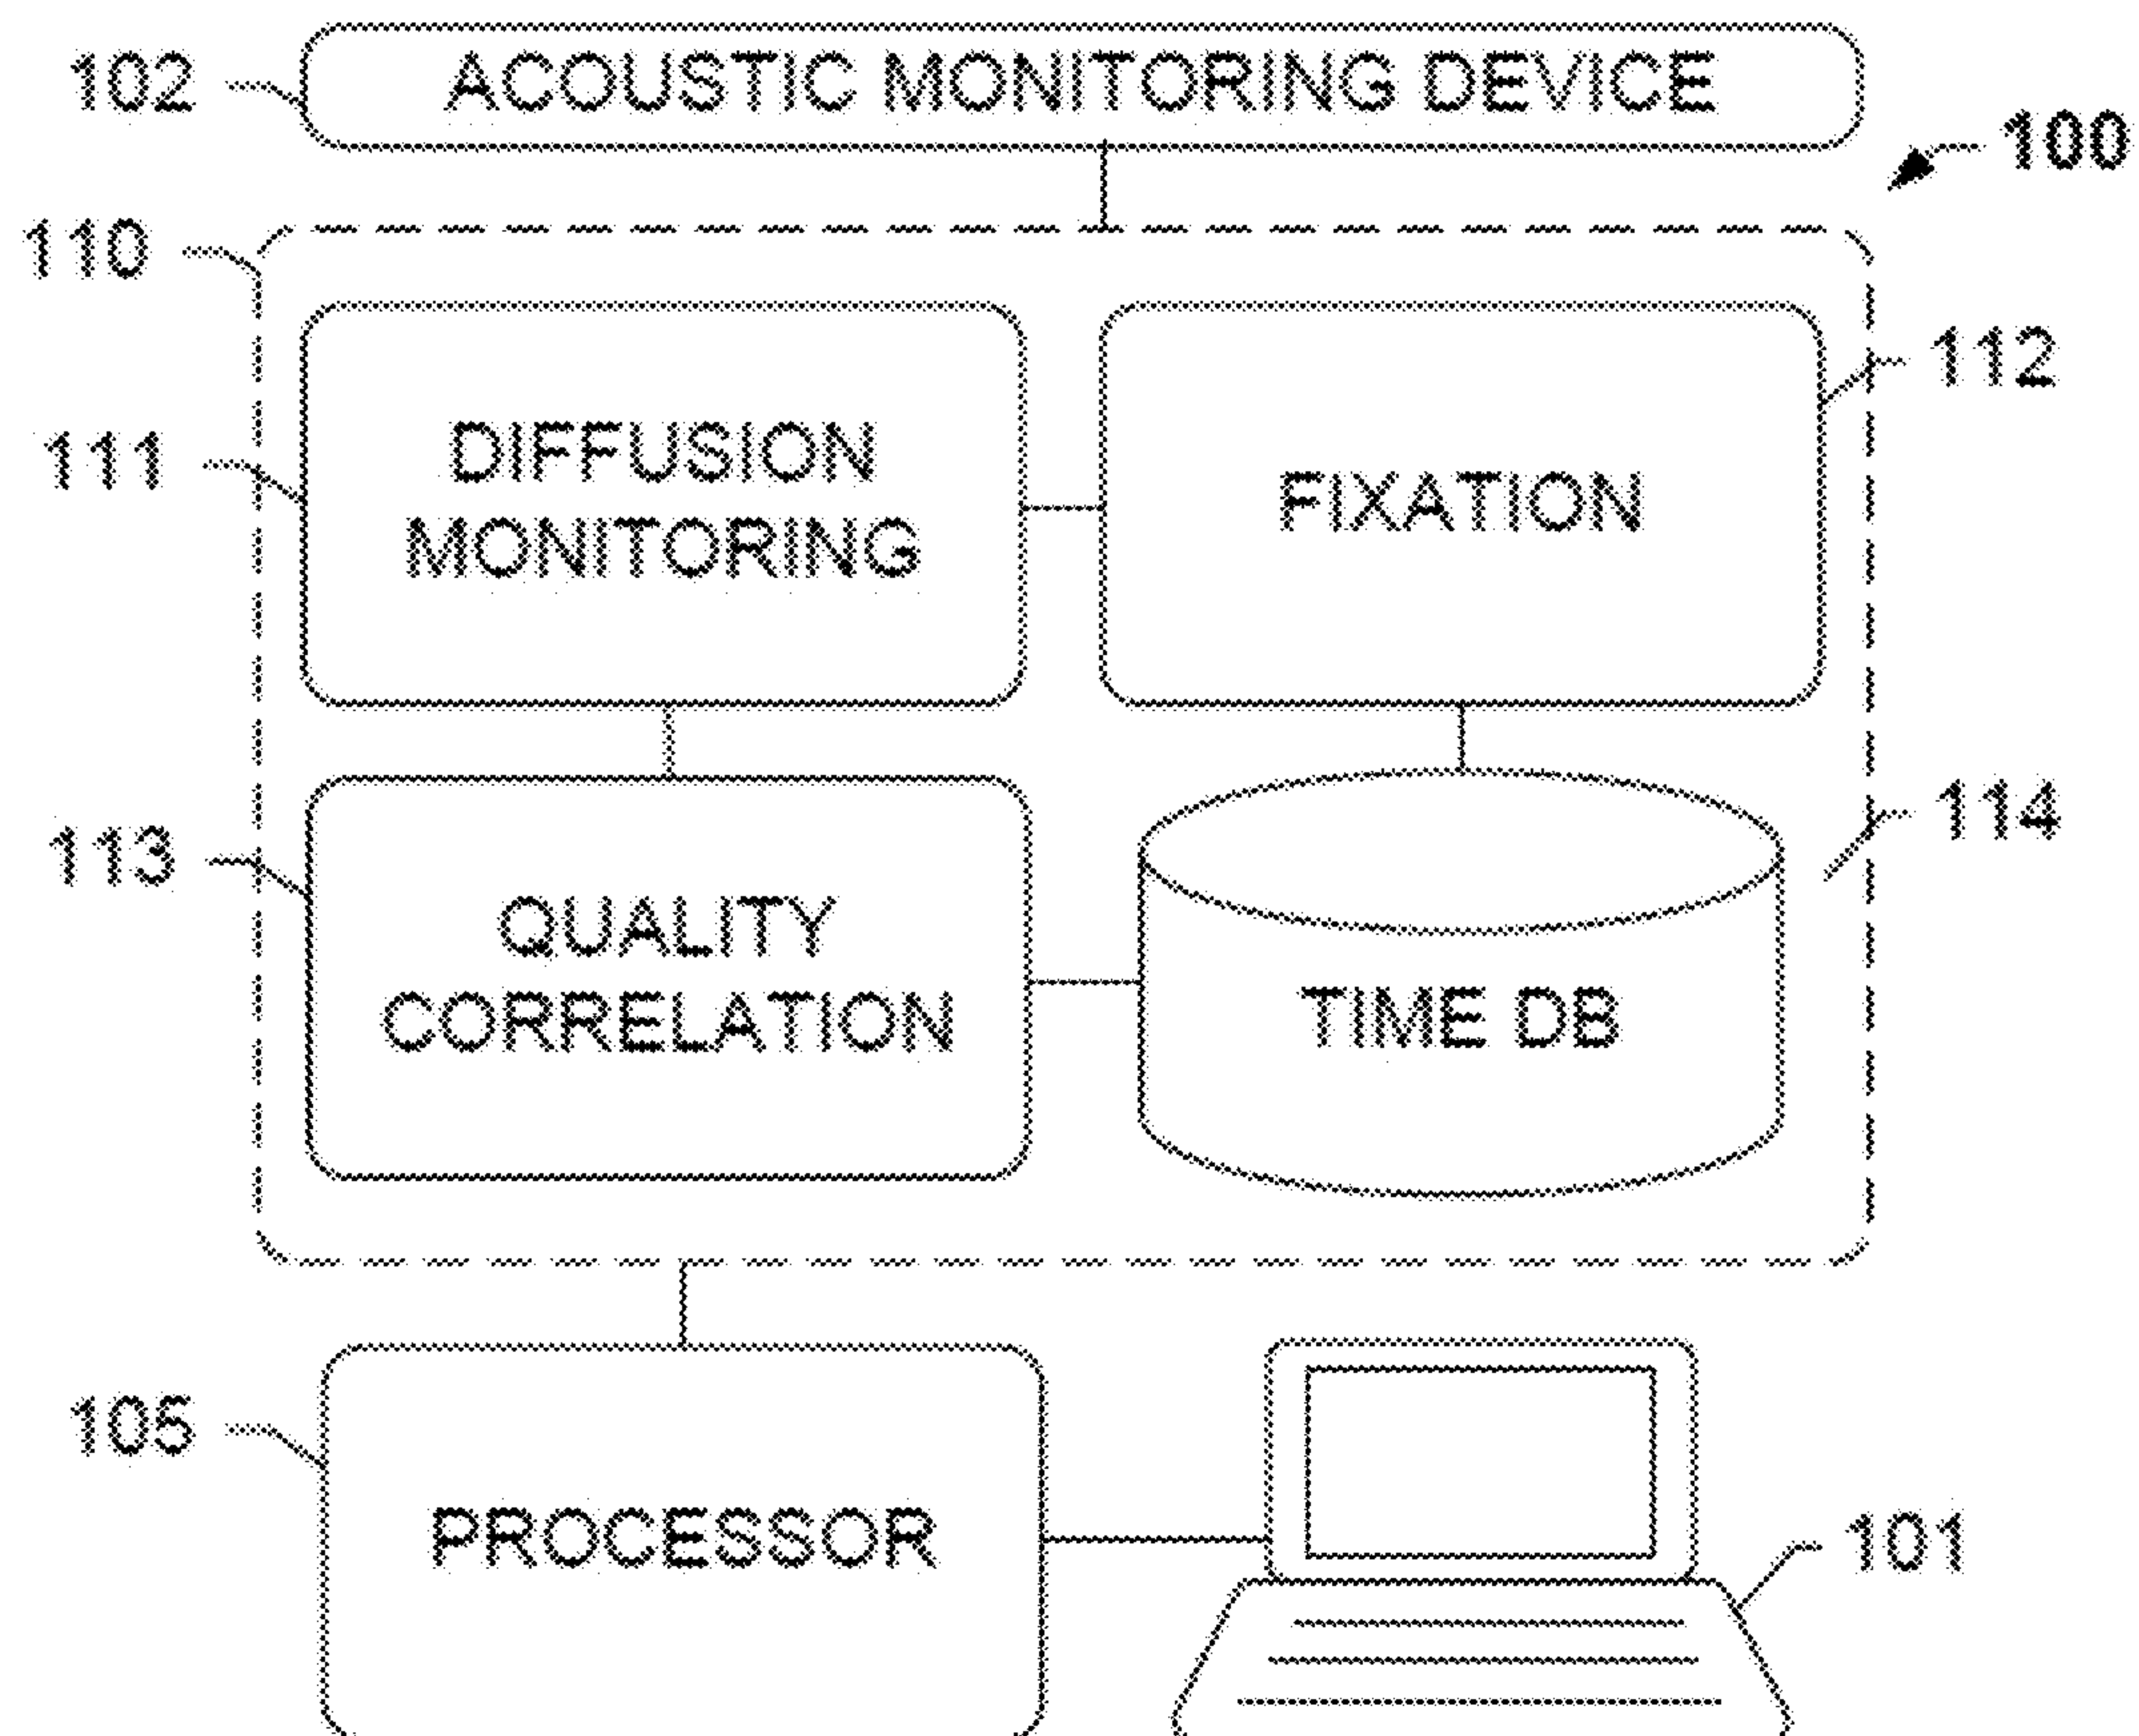 102
ACOUSTIC MONITORING DEVICE
100
110
111
DIFFUSION
MONITORING
FIXATION
112
113
QUALITY
CORRELATION
TIME DB
114
105
PROCESSOR
101